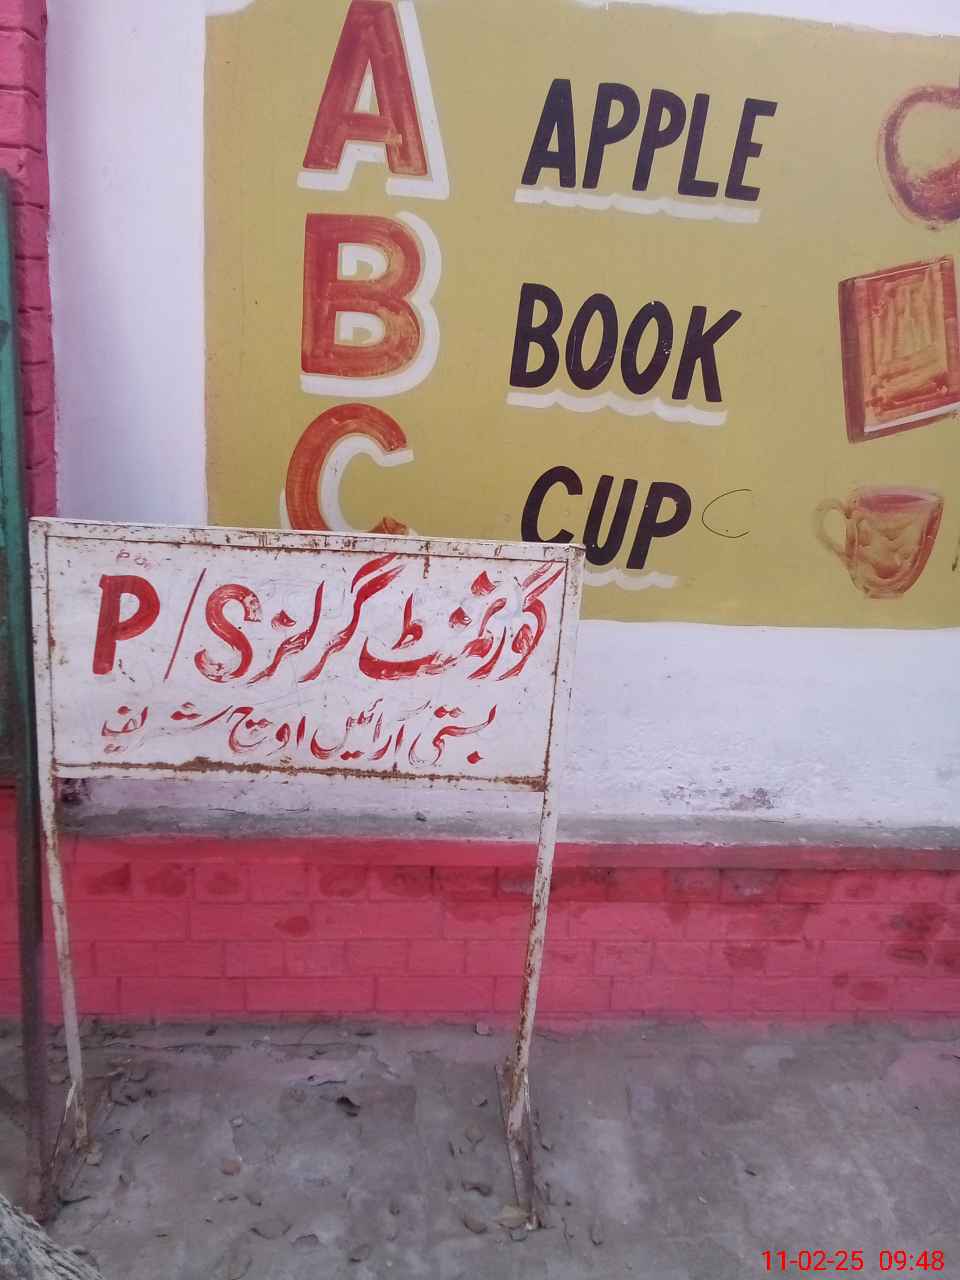 A APPLE
B BOOK
C CUP
گورنمنٹ گرلز P/S
بستی آرائیں اوچ شریف
11-02-25 09:48